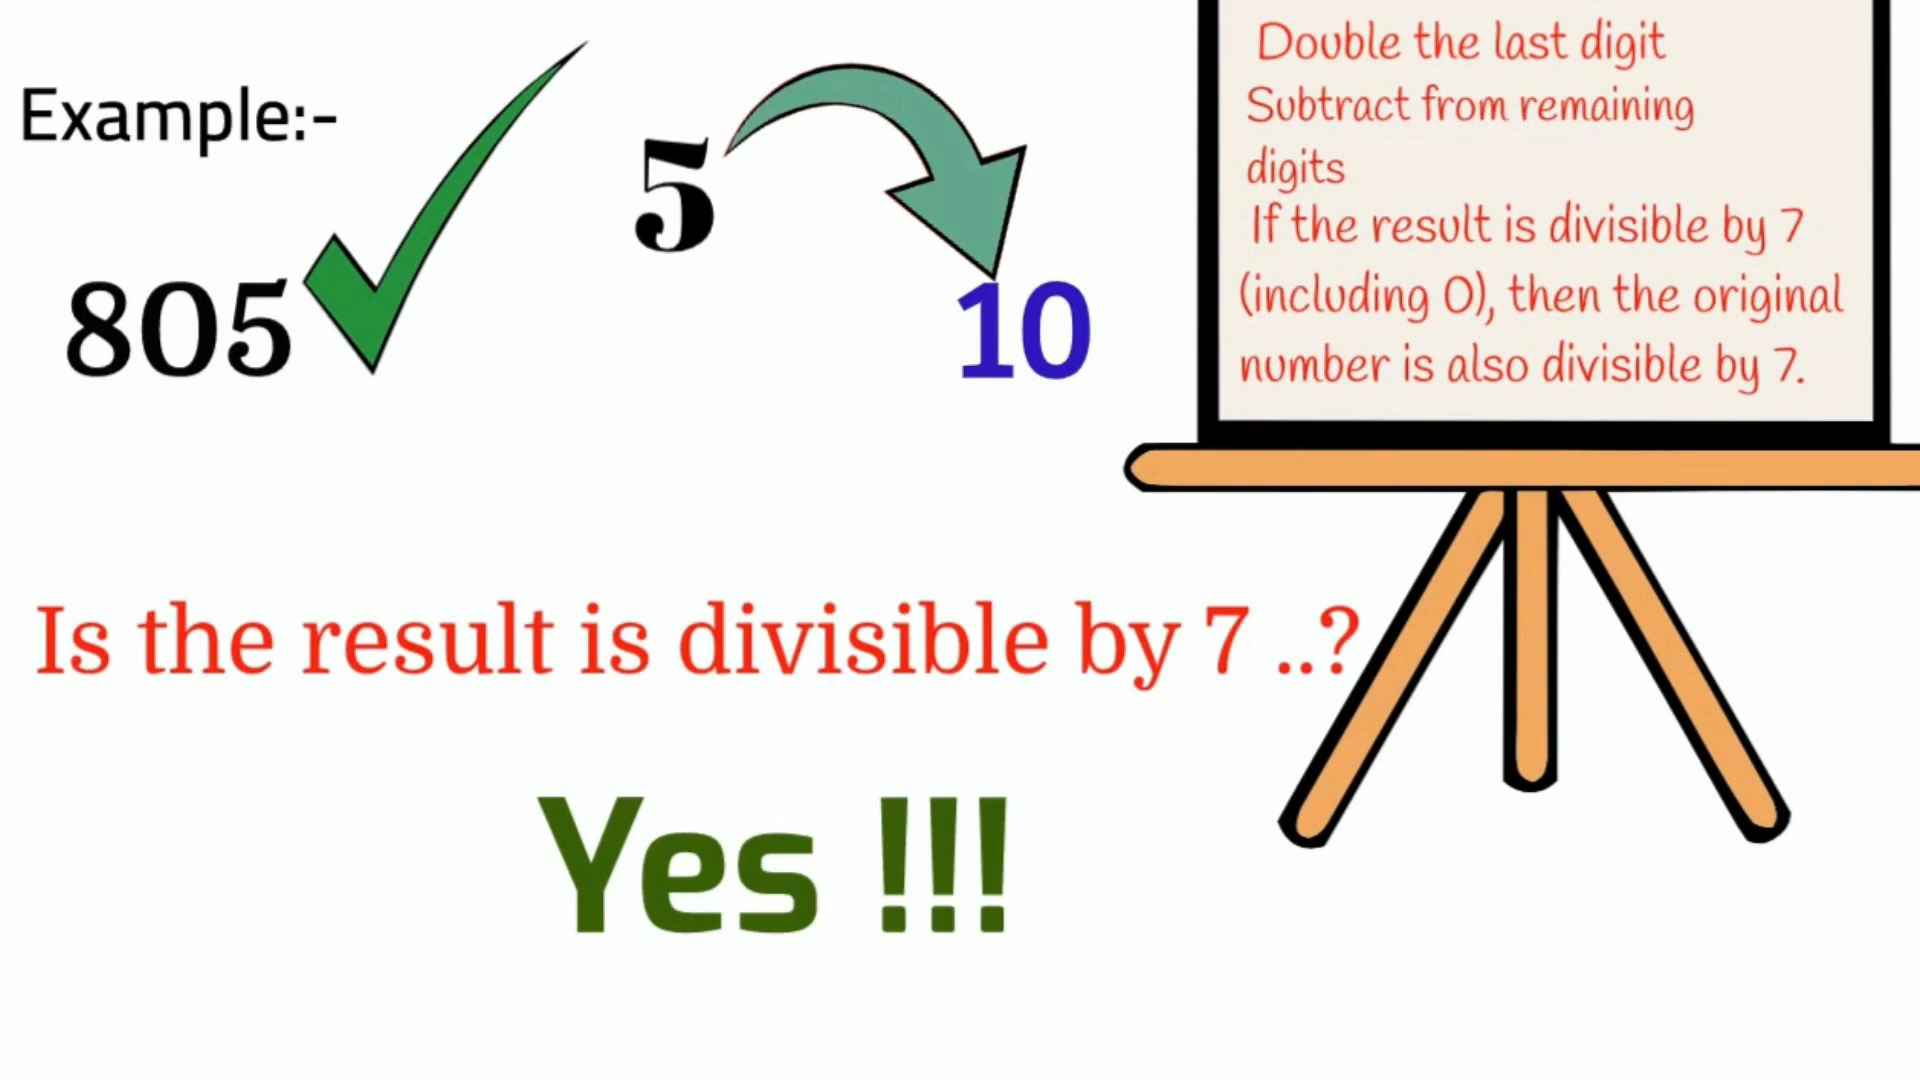 Example:-
805
5
10
Double the last digit
Subtract from remaining
digits
If the result is divisible by 7
(including 0), then the original
number is also divisible by 7.
Is the result is divisible by 7 ..?
Yes !!!